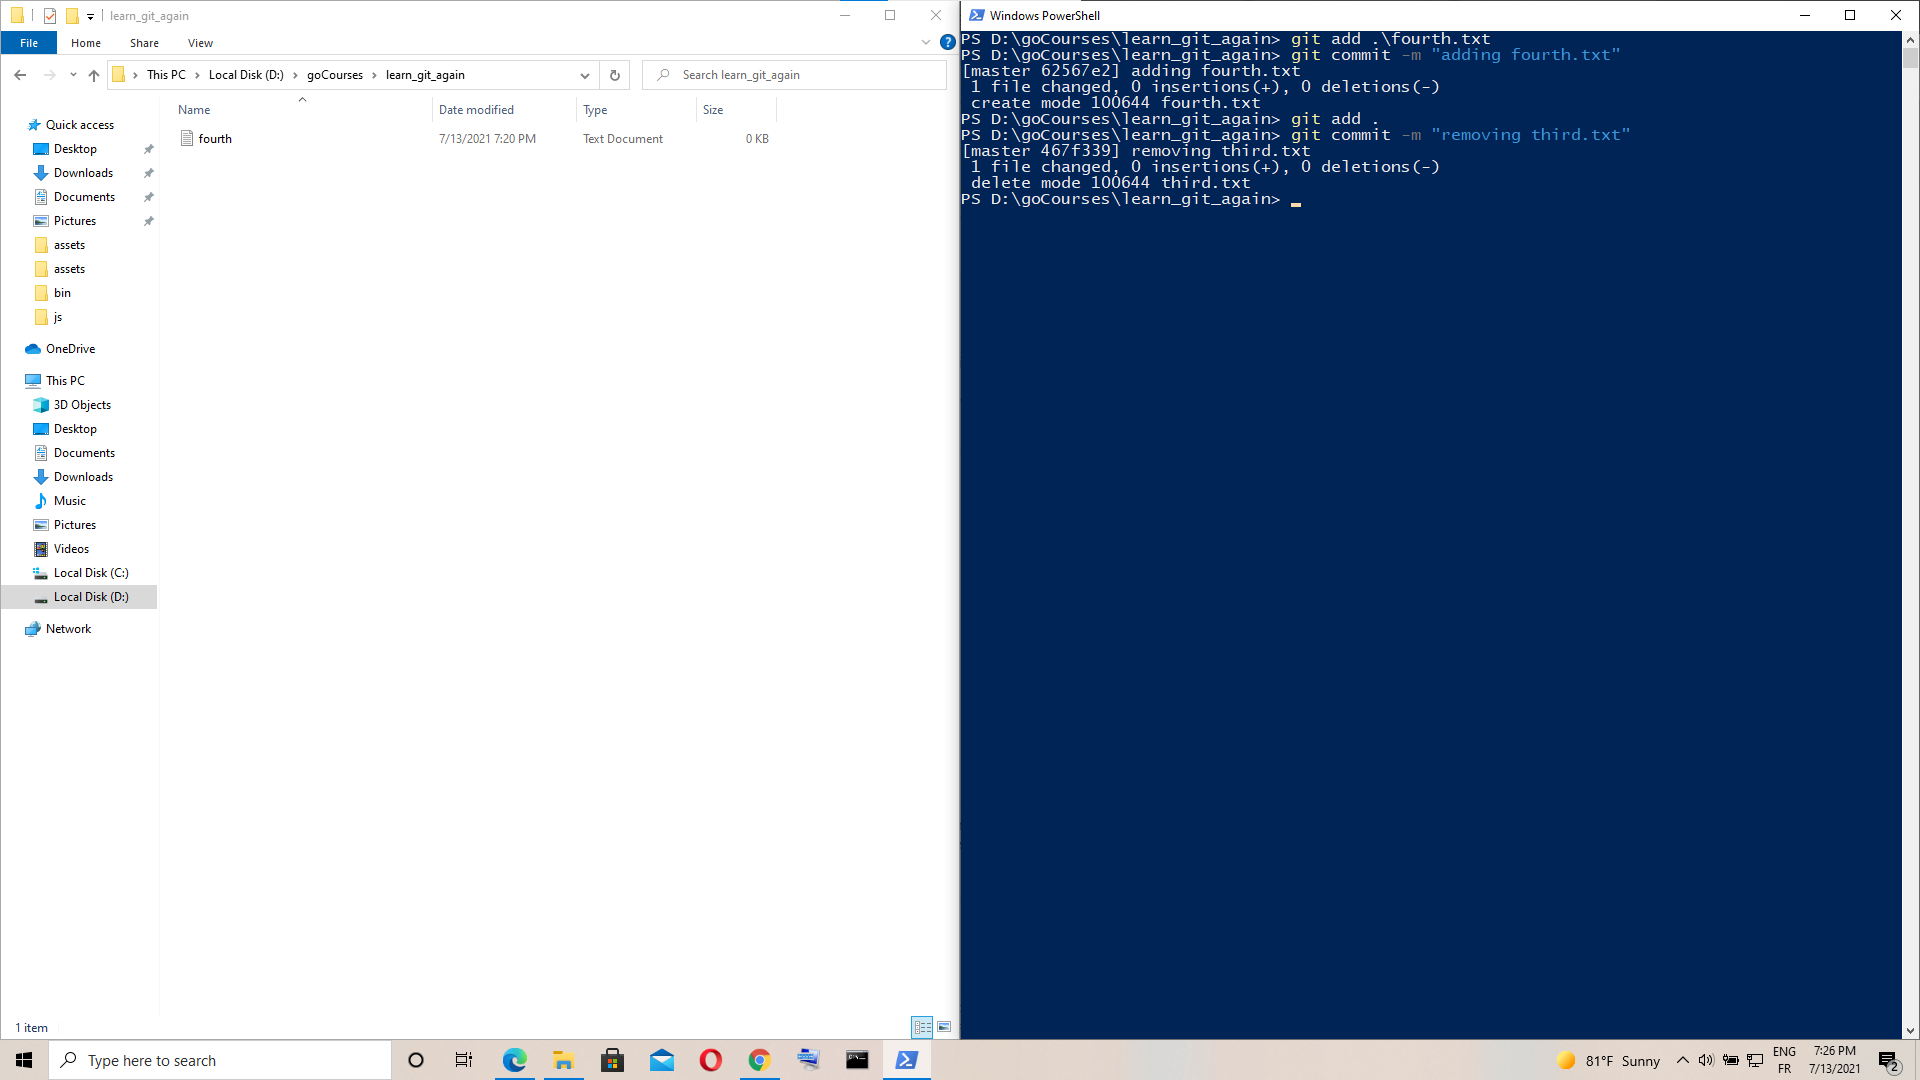 learn_git_again
File Home Share View
This PC Local Disk (D:) goCourses learn_git_again
Search learn_git_again
Name Date modified Type Size
fourth 7/13/2021 7:20 PM Text Document 0 KB
Quick access
Desktop
Downloads
Documents
Pictures
assets
assets
bin
js
OneDrive
This PC
3D Objects
Desktop
Documents
Downloads
Music
Pictures
Videos
Local Disk (C:)
Local Disk (D:)
Network
1 item
Windows PowerShell
PS D:\goCourses\learn_git_again> git add .\fourth.txt
PS D:\goCourses\learn_git_again> git commit -m "adding fourth.txt"
[master 62567e2] adding fourth.txt
1 file changed, 0 insertions(+), 0 deletions(-)
create mode 100644 fourth.txt
PS D:\goCourses\learn_git_again> git add .
PS D:\goCourses\learn_git_again> git commit -m "removing third.txt"
[master 467f339] removing third.txt
1 file changed, 0 insertions(+), 0 deletions(-)
delete mode 100644 third.txt
PS D:\goCourses\learn_git_again>
Type here to search
81°F Sunny
ENG
FR
7:26 PM
7/13/2021
2